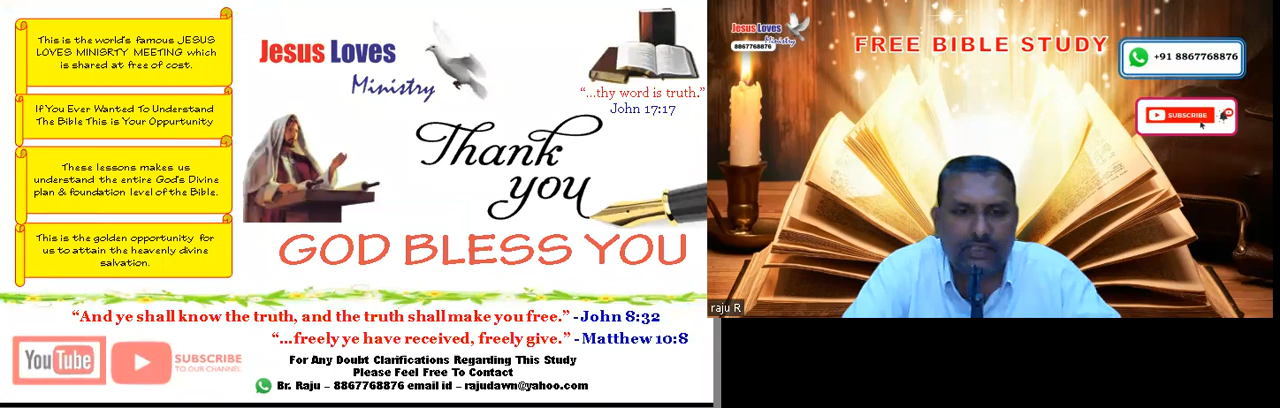 This is the world's famous JESUS
LOVES MINISRTY MEETING which
is shared at free of cost.
If You Ever Wanted To Understand
The Bible This is Your Oppurtunity
These lessons makes us
understand the entire God's Divine
plan & foundation level of the Bible.
This is the golden opportunity for
us to attain the heavenly divine
salvation.
Jesus Loves
Ministry
"...thy word is truth."
John 17:17
Thank
you
GOD BLESS YOU
"And ye shall know the truth, and the truth shall make you free." - John 8:32
"...freely ye have received, freely give." - Matthew 10:8
YouTube
SUBSCRIBE
TO OUR CHANNEL
For Any Doubt Clarifications Regarding This Study
Please Feel Free To Contact
Br. Raju - 8867768876 email id - rajudawn@yahoo.com
Jesus Loves
Ministry
8867768876
FREE BIBLE STUDY
+91 8867768876
SUBSCRIBE
raju R